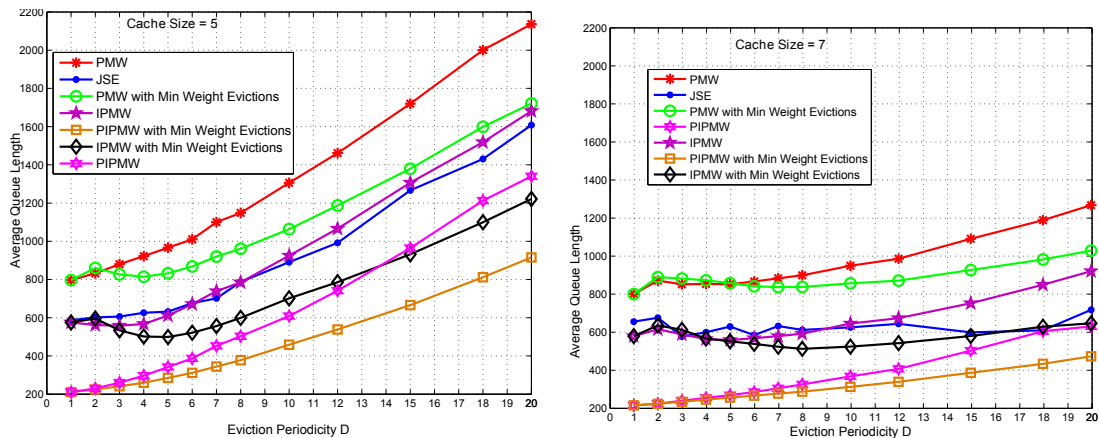 Cache Size = 5
2200
2000
1800
1600
1400
1200
1000
800
600
400
200
Average Queue Length
PMW
JSE
PMW with Min Weight Evictions
IPMW
PIPMW with Min Weight Evictions
IPMW with Min Weight Evictions
PIPMW
0 1 2 3 4 5 6 7 8 9 10 11 12 13 14 15 16 17 18 19 20
Eviction Periodicity D
Cache Size = 7
2200
2000
1800
1600
1400
1200
1000
800
600
400
200
Average Queue Length
PMW
JSE
PMW with Min Weight Evictions
PIPMW
IPMW
PIPMW with Min Weight Evictions
IPMW with Min Weight Evictions
0 1 2 3 4 5 6 7 8 9 10 11 12 13 14 15 16 17 18 19 20
Eviction Periodicity D